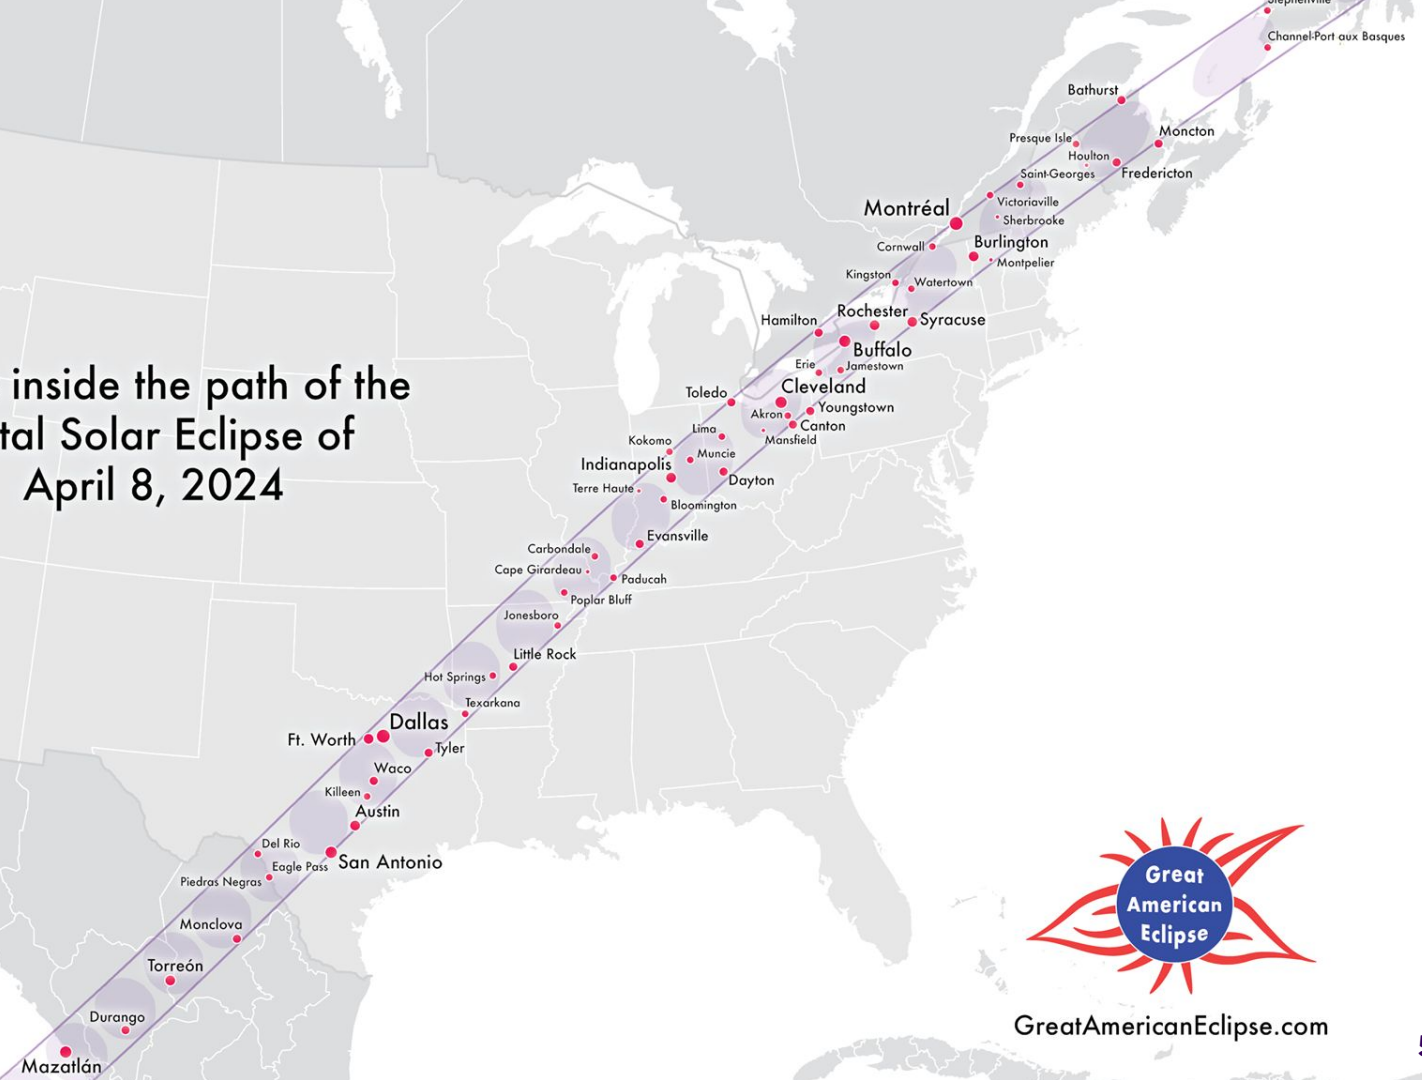 Stephenville
Channel-Port aux Basques
Bathurst
Moncton
Presque Isle
Houlton
Fredericton
Saint-Georges
Victoriaville
Montréal
Sherbrooke
Cornwall
Burlington
Montpelier
Kingston
Watertown
Rochester
Hamilton
Syracuse
Buffalo
Erie
Jamestown
inside the path of the
tal Solar Eclipse of
April 8, 2024
Cleveland
Toledo
Youngstown
Akron
Canton
Lima
Mansfield
Kokomo
Muncie
Indianapolis
Dayton
Terre Haute
Bloomington
Evansville
Carbondale
Cape Girardeau
Paducah
Poplar Bluff
Jonesboro
Little Rock
Hot Springs
Texarkana
Dallas
Ft. Worth
Tyler
Waco
Killeen
Austin
Del Rio
San Antonio
Eagle Pass
Piedras Negras
Monclova
Torreón
Durango
Mazatlán
Great
American
Eclipse
GreatAmericanEclipse.com